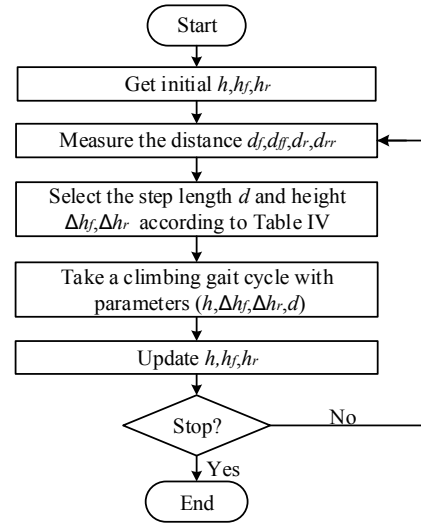 Start
Get initial h,hf,hr
Measure the distance df,dff,dr,drr
Select the step length d and height
Δhf,Δhr according to Table IV
Take a climbing gait cycle with
parameters (h,Δhf,Δhr,d)
Update h,hf,hr
Stop?
No
Yes
End